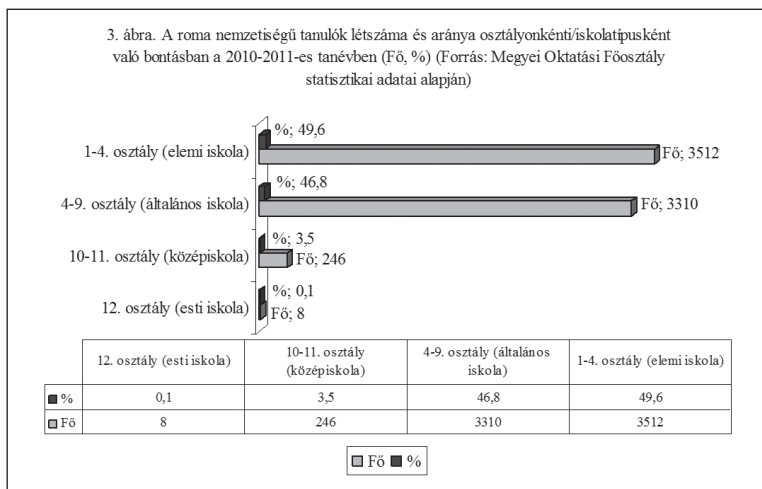 3. ábra. A roma nemzetiségű tanulók létszáma és aránya osztályonkénti/iskolatípusként
való bontásban a 2010-2011-es tanévben (Fő, %) (Forrás: Megyei Oktatási Főosztály
statisztikai adatai alapján)
%; 49,6
1-4. osztály (elemi iskola)
Fő; 3512
%; 46,8
4-9. osztály (általános iskola)
Fő; 3310
%; 3,5
10-11. osztály (középiskola)
Fő; 246
%; 0,1
12. osztály (esti iskola)
Fő; 8
12. osztály (esti iskola) 10-11. osztály (középiskola) 4-9. osztály (általános iskola) 1-4. osztály (elemi iskola)
% 0,1 3,5 46,8 49,6
Fő 8 246 3310 3512
Fő %